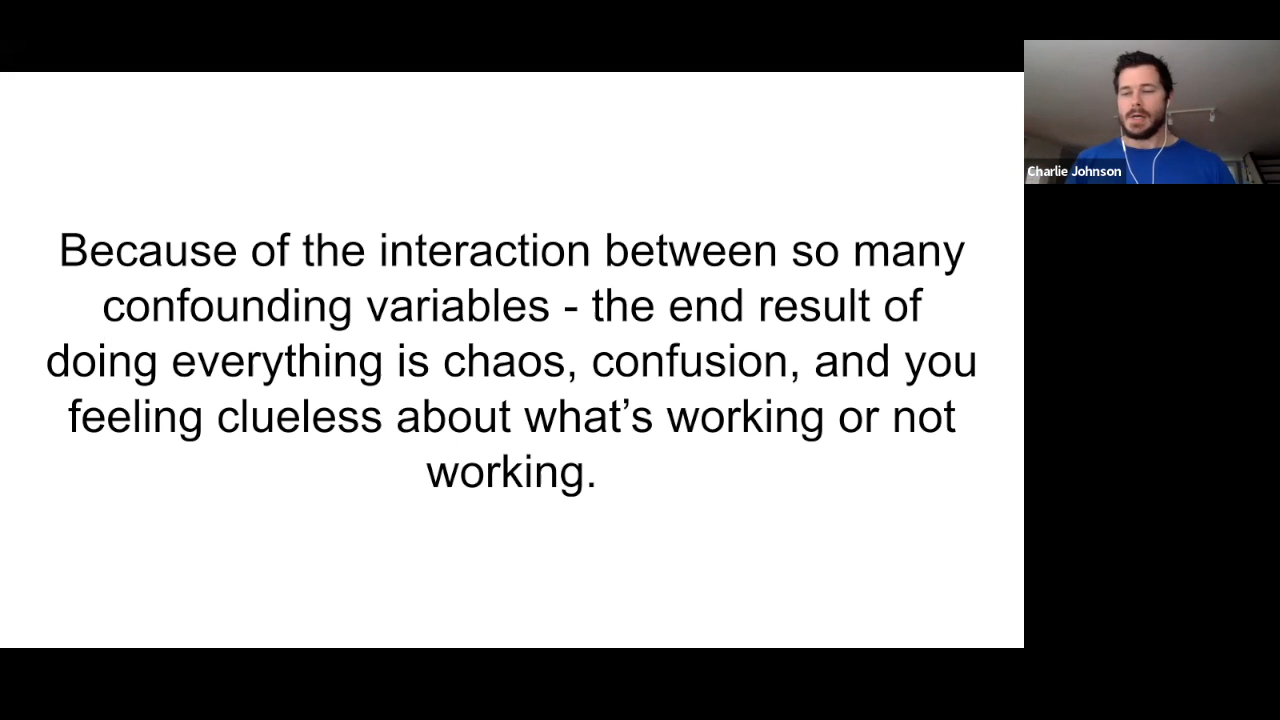 Because of the interaction between so many
confounding variables - the end result of
doing everything is chaos, confusion, and you
feeling clueless about what’s working or not
working.
Charlie Johnson